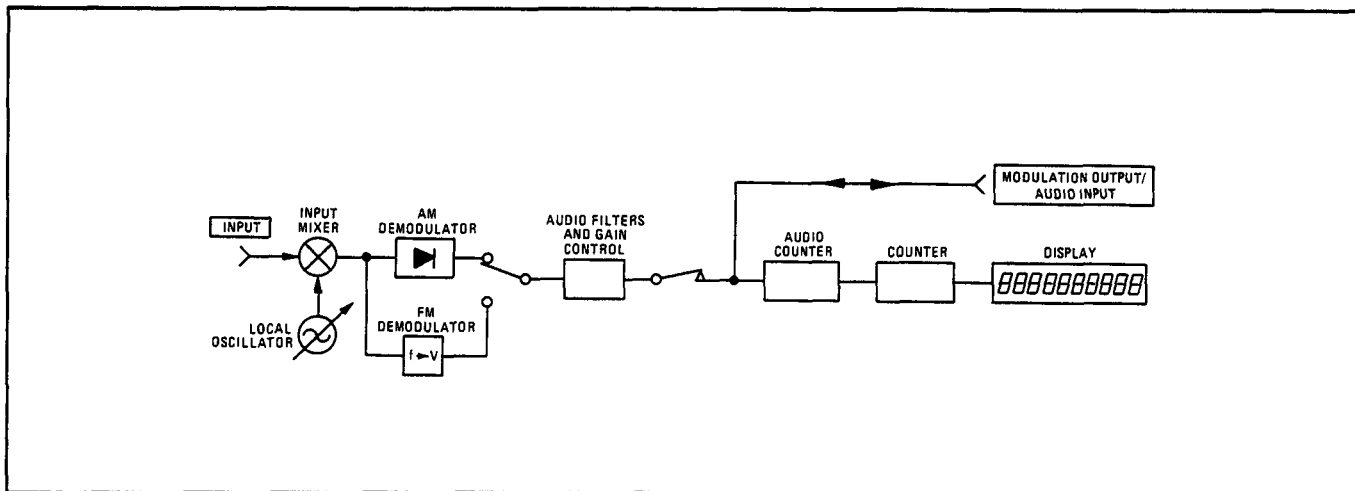 INPUT
INPUT
MIXER
LOCAL
OSCILLATOR
AM
DEMODULATOR
FM
DEMODULATOR
f V
AUDIO FILTERS
AND GAIN
CONTROL
MODULATION OUTPUT/
AUDIO INPUT
AUDIO
COUNTER
COUNTER
DISPLAY
8888888888